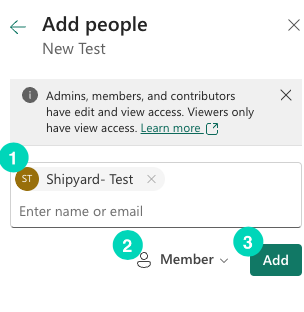 Add people
New Test
Admins, members, and contributors
have edit and view access. Viewers only
have view access. Learn more
1
ST Shipyard- Test
Enter name or email
2
3
Member
Add